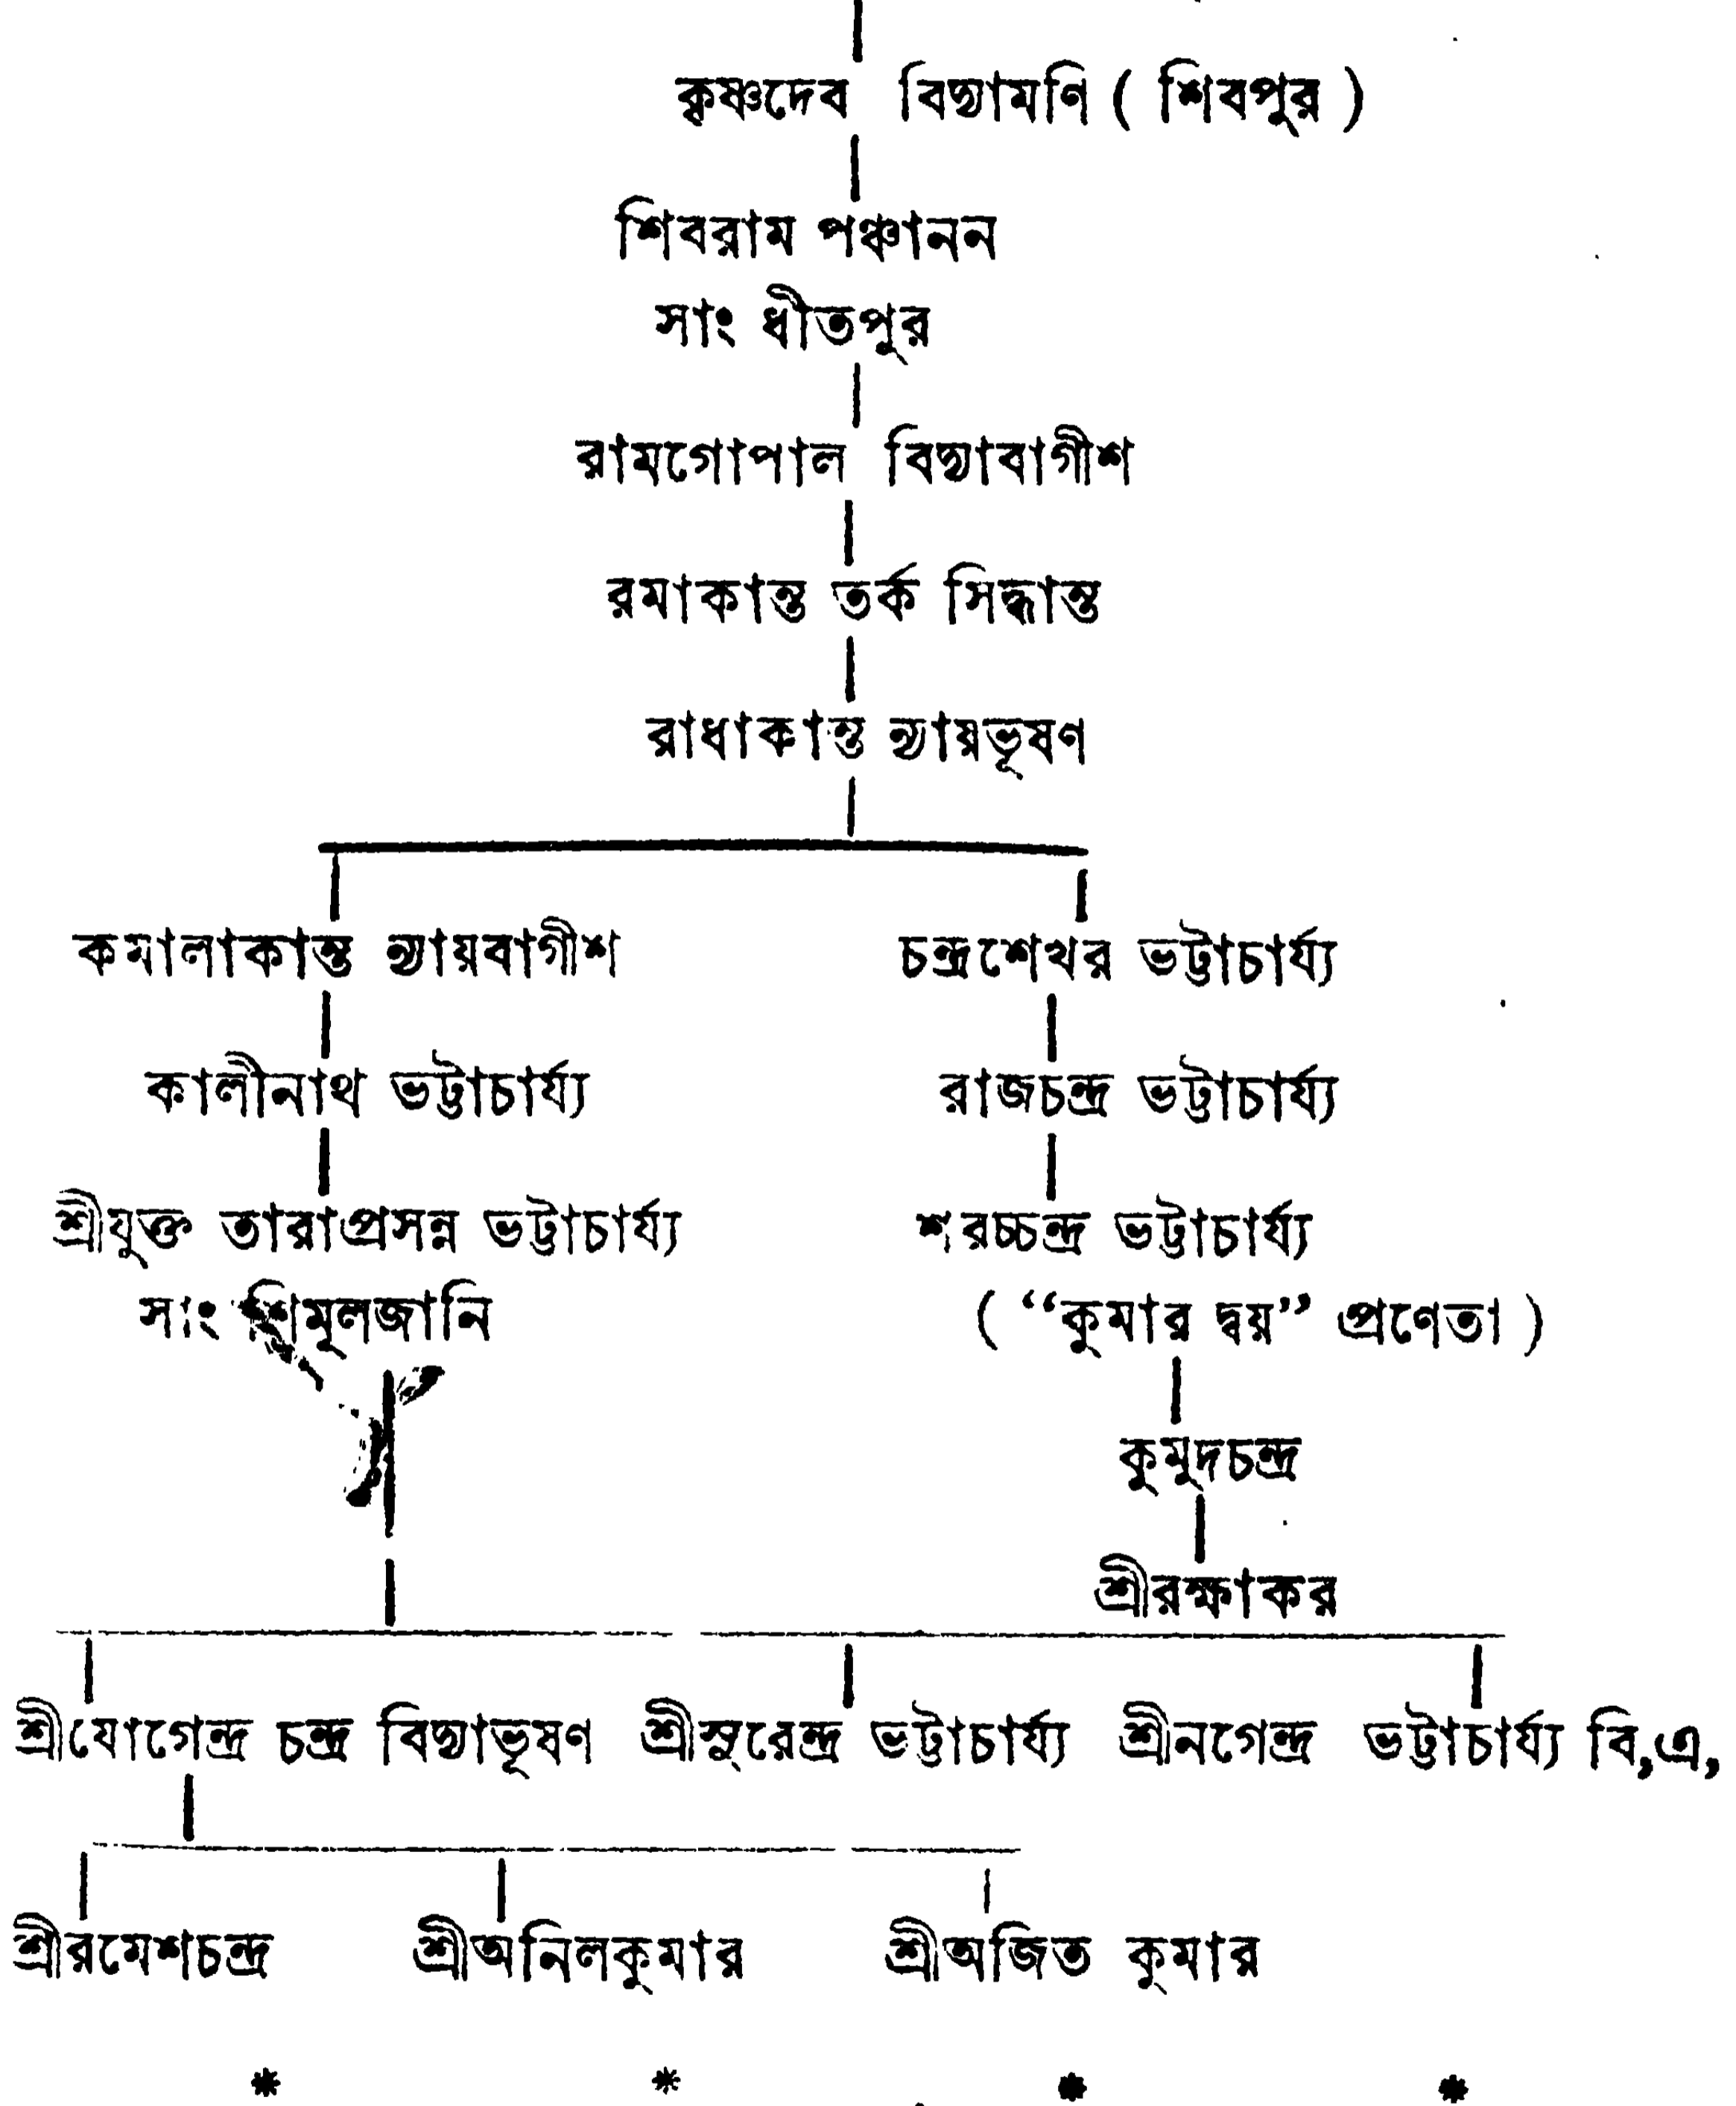 কৃষ্ণদেব বিদ্যামণি ( শিবপুর )
শিবরাম পঞ্চানন
সাং ধীতপুর
রামগোপাল বিদ্যাবাগীশ
রমাকান্ত তর্ক সিদ্ধান্ত
রাধাকান্ত ন্যায়ভূষণ
কমালাকান্ত ন্যায়বাগীশ চন্দ্রশেখর ভট্টাচার্য্য
কালীনাথ ভট্টাচার্য্য রাজচন্দ্র ভট্টাচার্য্য
শ্রীযুক্ত তারাপ্রসন্ন ভট্টাচার্য্য শরচ্চন্দ্র ভট্টাচার্য্য
সাং শিমূলজানি ( “কুমার দ্বয়” প্রণেতা )
কুমুদচন্দ্র
শ্রীরক্ষাকর
শ্রীযোগেন্দ্র চন্দ্র বিদ্যাভূষণ শ্রীসুরেন্দ্র ভট্টাচার্য্য শ্রীনগেন্দ্র ভট্টাচার্য্য বি,এ,
শ্রীরমেশচন্দ্র শ্রীঅনিলকুমার শ্রীঅজিত কুমার
* * * *